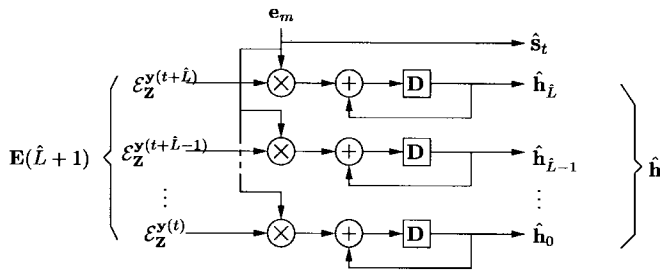 e_m
ŝ_t
ℰ_Z^{y(t+L̂)} × + D ĥ_L̂
E(L̂ + 1) ℰ_Z^{y(t+L̂−1)} × + D ĥ_{L̂−1} ĥ
⋮ ⋮
ℰ_Z^{y(t)} × + D ĥ_0